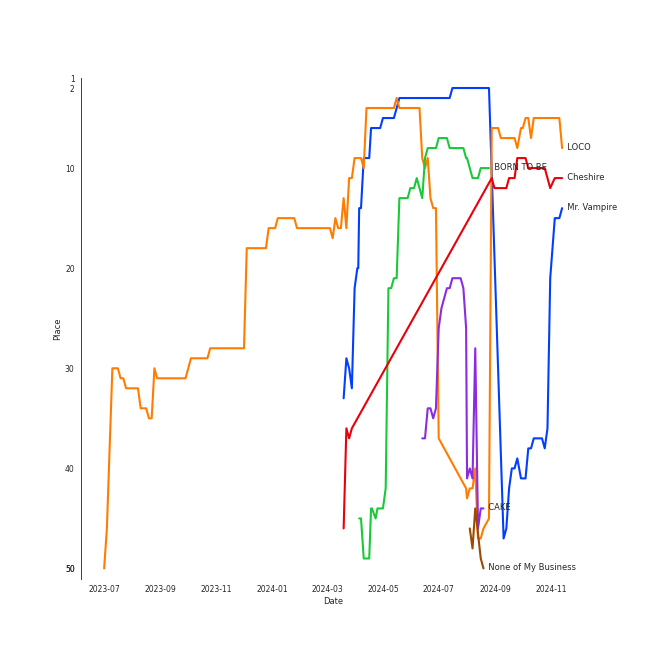 1
2
10
20
30
40
50
Place
LOCO
BORN TO BE
Cheshire
Mr. Vampire
CAKE
None of My Business
2023-07
2023-09
2023-11
2024-01
2024-03
2024-05
2024-07
2024-09
2024-11
Date